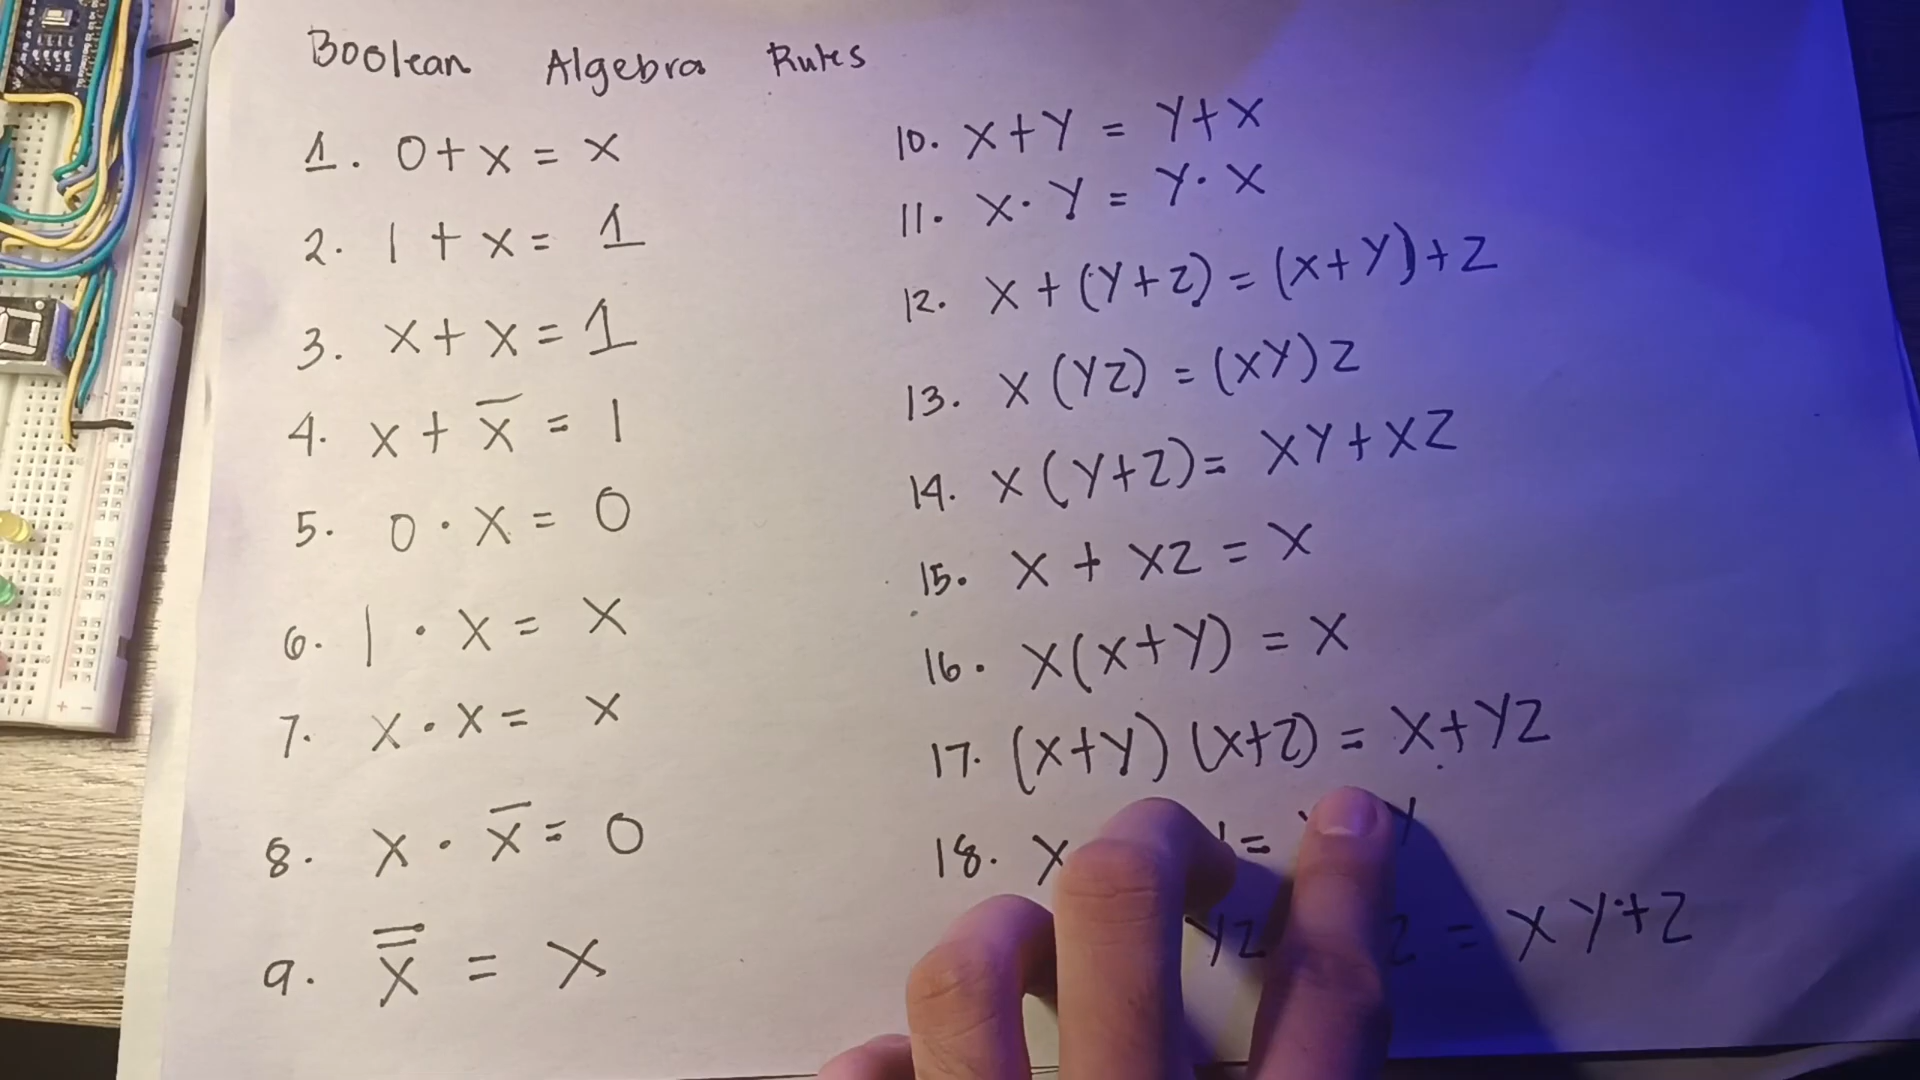 Boolean Algebra Rules
1. 0 + x = x
2. 1 + x = 1
3. x + x = 1
4. x + x̅ = 1
5. 0 · x = 0
6. 1 · x = x
7. x · x = x
8. x · x̅ = 0
9. x̿ = x
10. x + y = y + x
11. x · y = y · x
12. x + (y + z) = (x + y) + z
13. x (yz) = (xy) z
14. x (y + z) = xy + xz
15. x + xz = x
16. x(x + y) = x
17. (x + y) (x + z) = x + yz
18. x =
yz z = xy + z